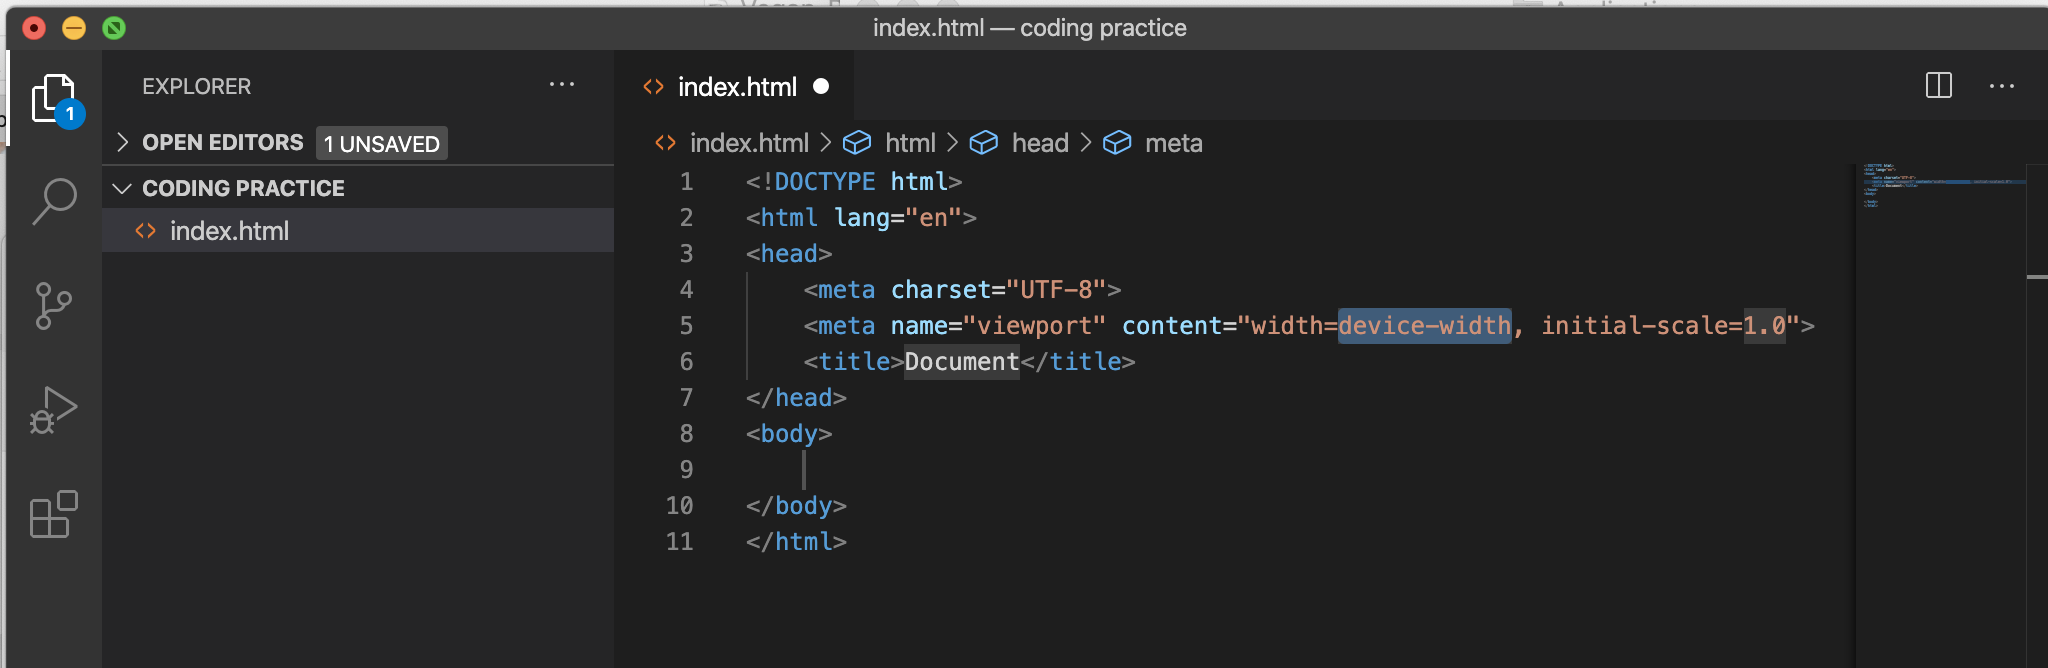 index.html — coding practice
EXPLORER
OPEN EDITORS 1 UNSAVED
CODING PRACTICE
index.html
1
index.html
index.html > html > head > meta
1 <!DOCTYPE html>
2 <html lang="en">
3 <head>
4     <meta charset="UTF-8">
5     <meta name="viewport" content="width=device-width, initial-scale=1.0">
6     <title>Document</title>
7 </head>
8 <body>
9
10 </body>
11 </html>